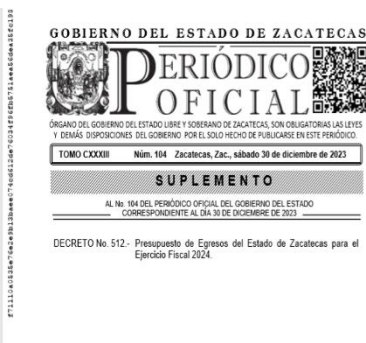 GOBIERNO DEL ESTADO DE ZACATECAS
PERIÓDICO
OFICIAL
ÓRGANO DEL GOBIERNO DEL ESTADO LIBRE Y SOBERANO DE ZACATECAS, SON OBLIGATORIAS LAS LEYES
Y DEMÁS DISPOSICIONES DEL GOBIERNO POR EL SOLO HECHO DE PUBLICARSE EN ESTE PERIÓDICO.
TOMO CXXXIII Núm. 104 Zacatecas, Zac., sábado 30 de diciembre de 2023
SUPLEMENTO
AL No. 104 DEL PERIÓDICO OFICIAL DEL GOBIERNO DEL ESTADO
CORRESPONDIENTE AL DÍA 30 DE DICIEMBRE DE 2023
DECRETO No. 512.- Presupuesto de Egresos del Estado de Zacatecas para el
Ejercicio Fiscal 2024.